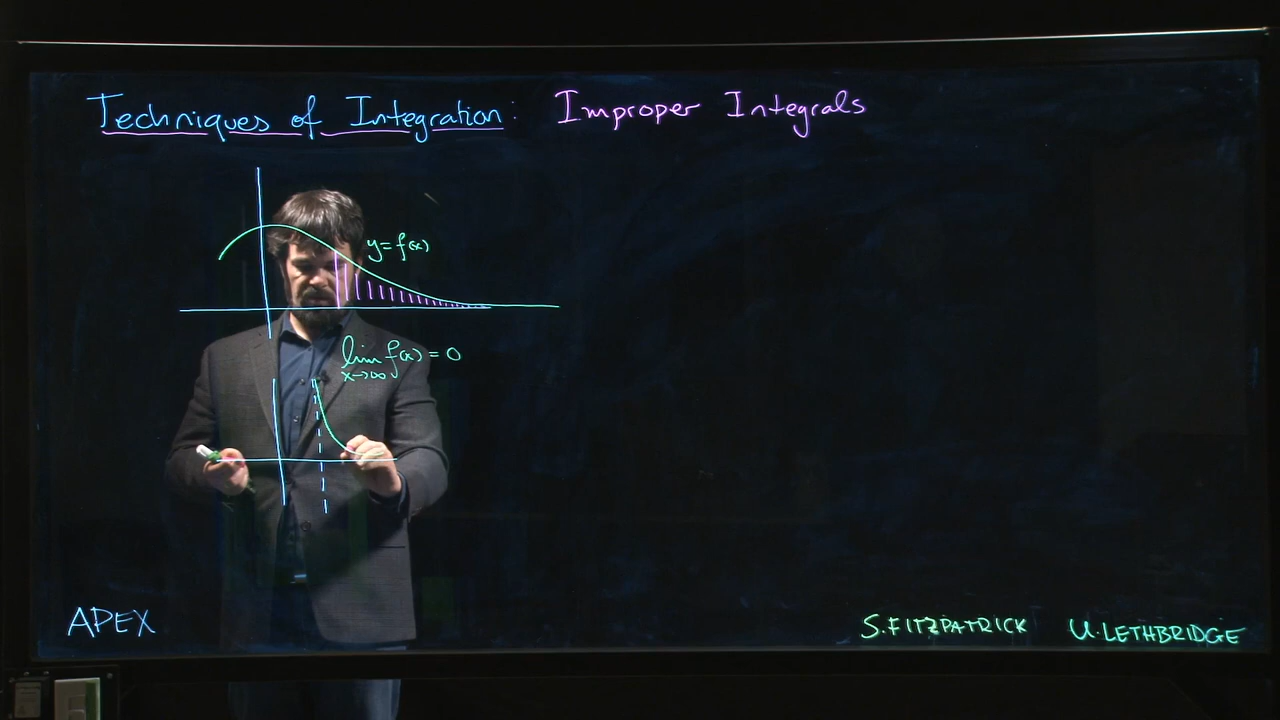 Techniques of Integration: Improper Integrals
y=f(x)
lim f(x) = 0
x→∞
APEX
S.FITZPATRICK U.LETHBRIDGE